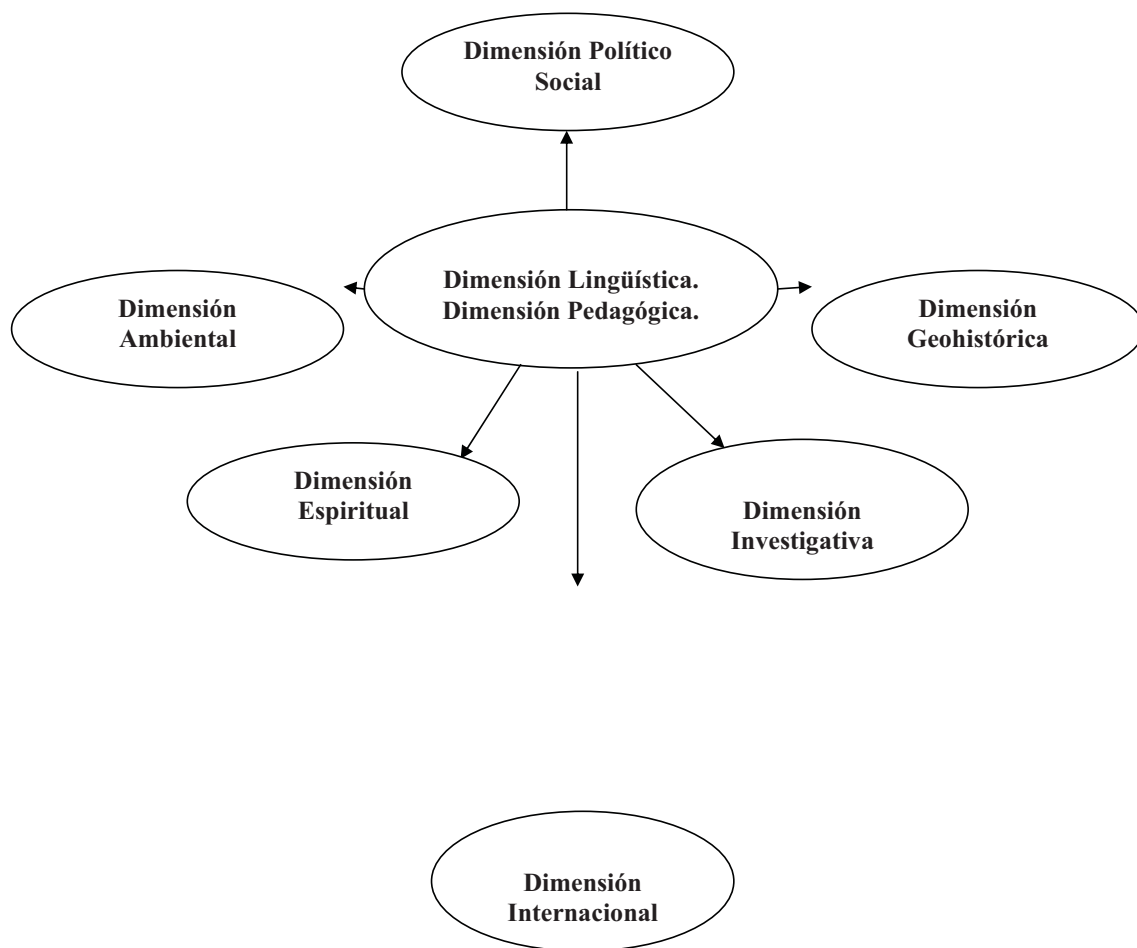 Dimensión Político
Social
Dimensión Lingüística.
Dimensión Pedagógica.
Dimensión
Ambiental
Dimensión
Geohistórica
Dimensión
Espiritual
Dimensión
Investigativa
Dimensión
Internacional